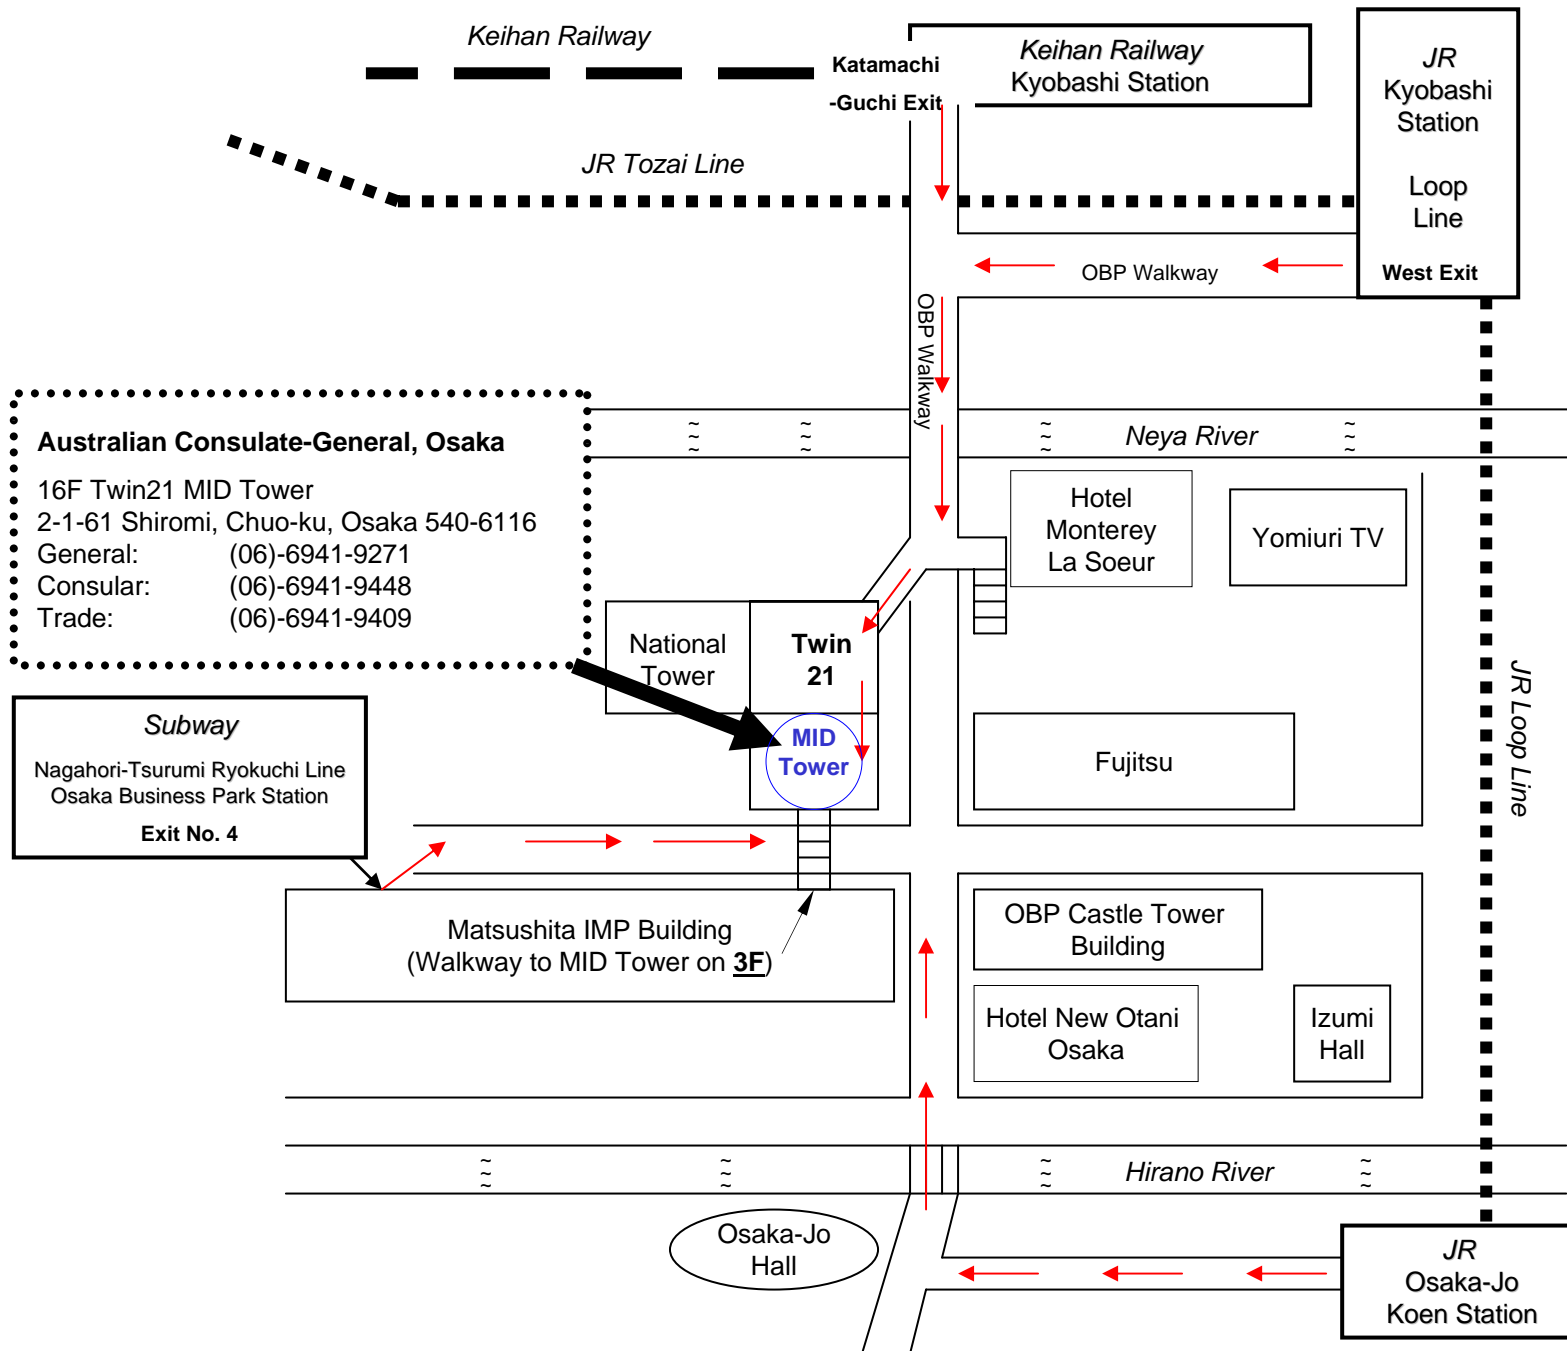 Keihan Railway
Katamachi
-Guchi Exit
Keihan Railway
Kyobashi Station
JR
Kyobashi
Station
Loop
Line
West Exit
JR Tozai Line
OBP Walkway
OBP Walkway
Australian Consulate-General, Osaka
16F Twin21 MID Tower
2-1-61 Shiromi, Chuo-ku, Osaka 540-6116
General: (06)-6941-9271
Consular: (06)-6941-9448
Trade: (06)-6941-9409
Neya River
Hotel
Monterey
La Soeur
Yomiuri TV
National
Tower
Twin
21
MID
Tower
Fujitsu
JR Loop Line
Subway
Nagahori-Tsurumi Ryokuchi Line
Osaka Business Park Station
Exit No. 4
Matsushita IMP Building
(Walkway to MID Tower on 3F)
OBP Castle Tower
Building
Hotel New Otani
Osaka
Izumi
Hall
Hirano River
Osaka-Jo
Hall
JR
Osaka-Jo
Koen Station